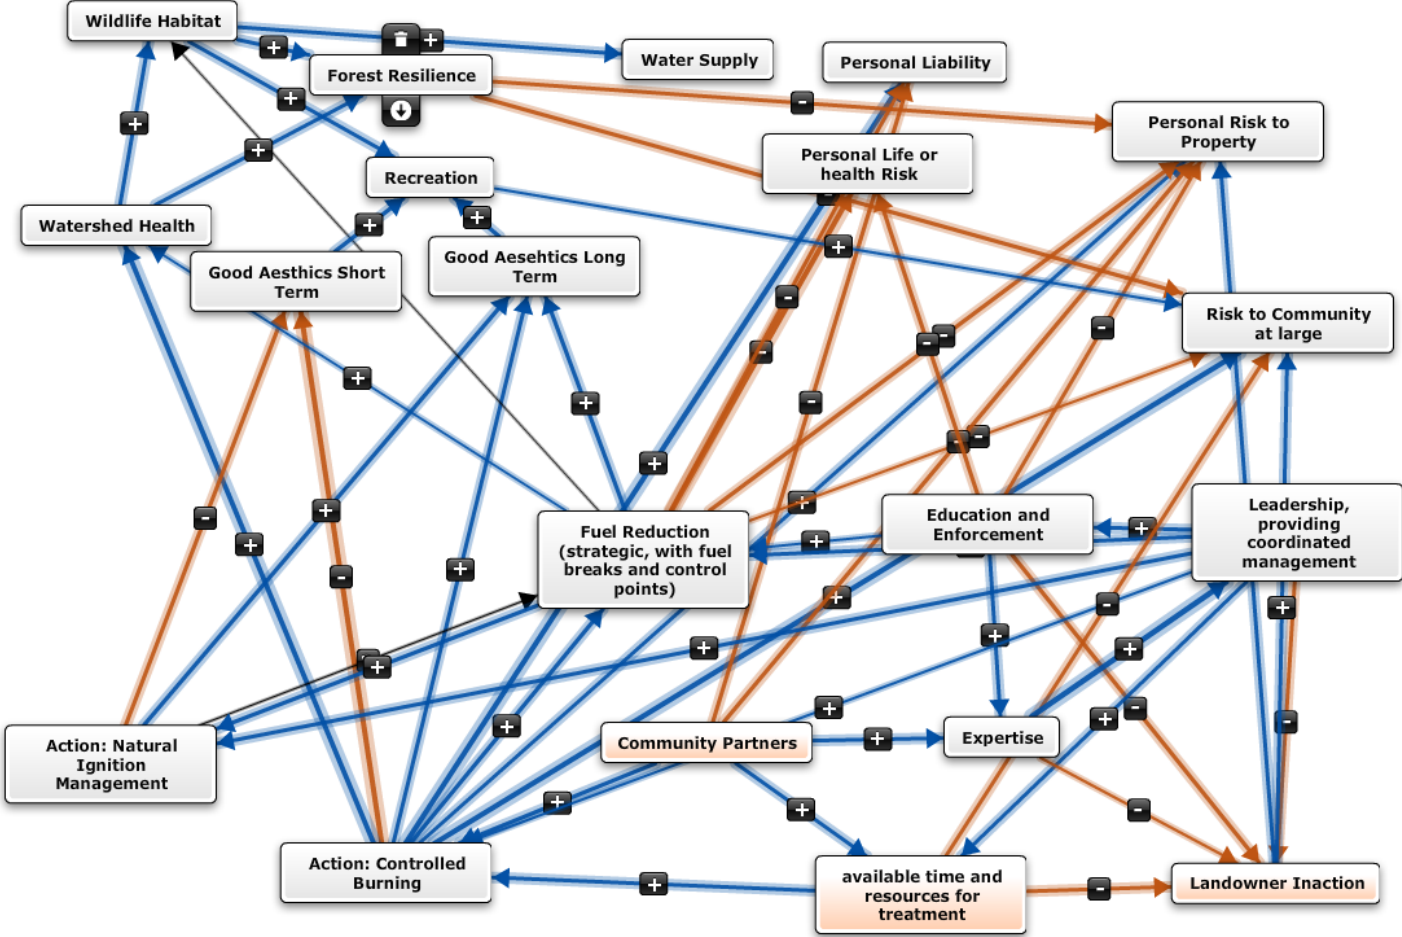 Wildlife Habitat
Forest Resilience
Water Supply
Personal Liability
Personal Risk to
Property
Personal Life or
health Risk
Recreation
Watershed Health
Good Aesthics Short
Term
Good Aesehtics Long
Term
Risk to Community
at large
Fuel Reduction
(strategic, with fuel
breaks and control
points)
Education and
Enforcement
Leadership,
providing
coordinated
management
Action: Natural
Ignition
Management
Community Partners
Expertise
Action: Controlled
Burning
available time and
resources for
treatment
Landowner Inaction